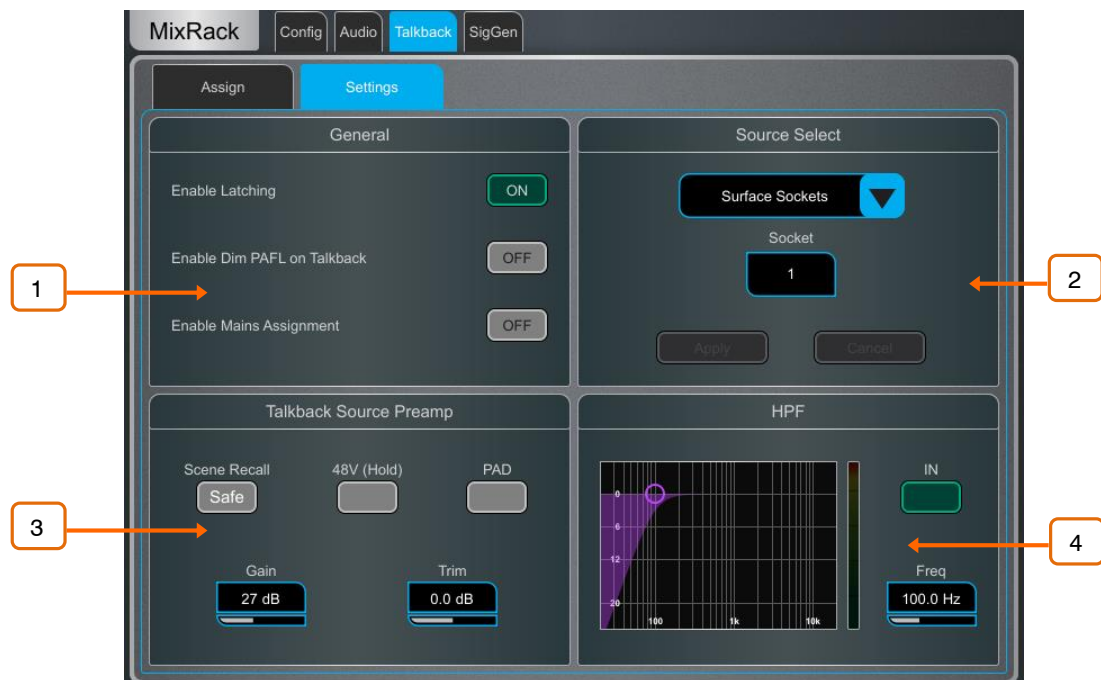 MixRack Config Audio Talkback SigGen
Assign Settings
General
Enable Latching ON
Enable Dim PAFL on Talkback OFF
Enable Mains Assignment OFF
1
Source Select
Surface Sockets
Socket
1
Apply Cancel
2
Talkback Source Preamp
Scene Recall 48V (Hold) PAD
Safe
Gain Trim
27 dB 0.0 dB
3
HPF
0
6
12
20
100 1k 10k
IN
Freq
100.0 Hz
4